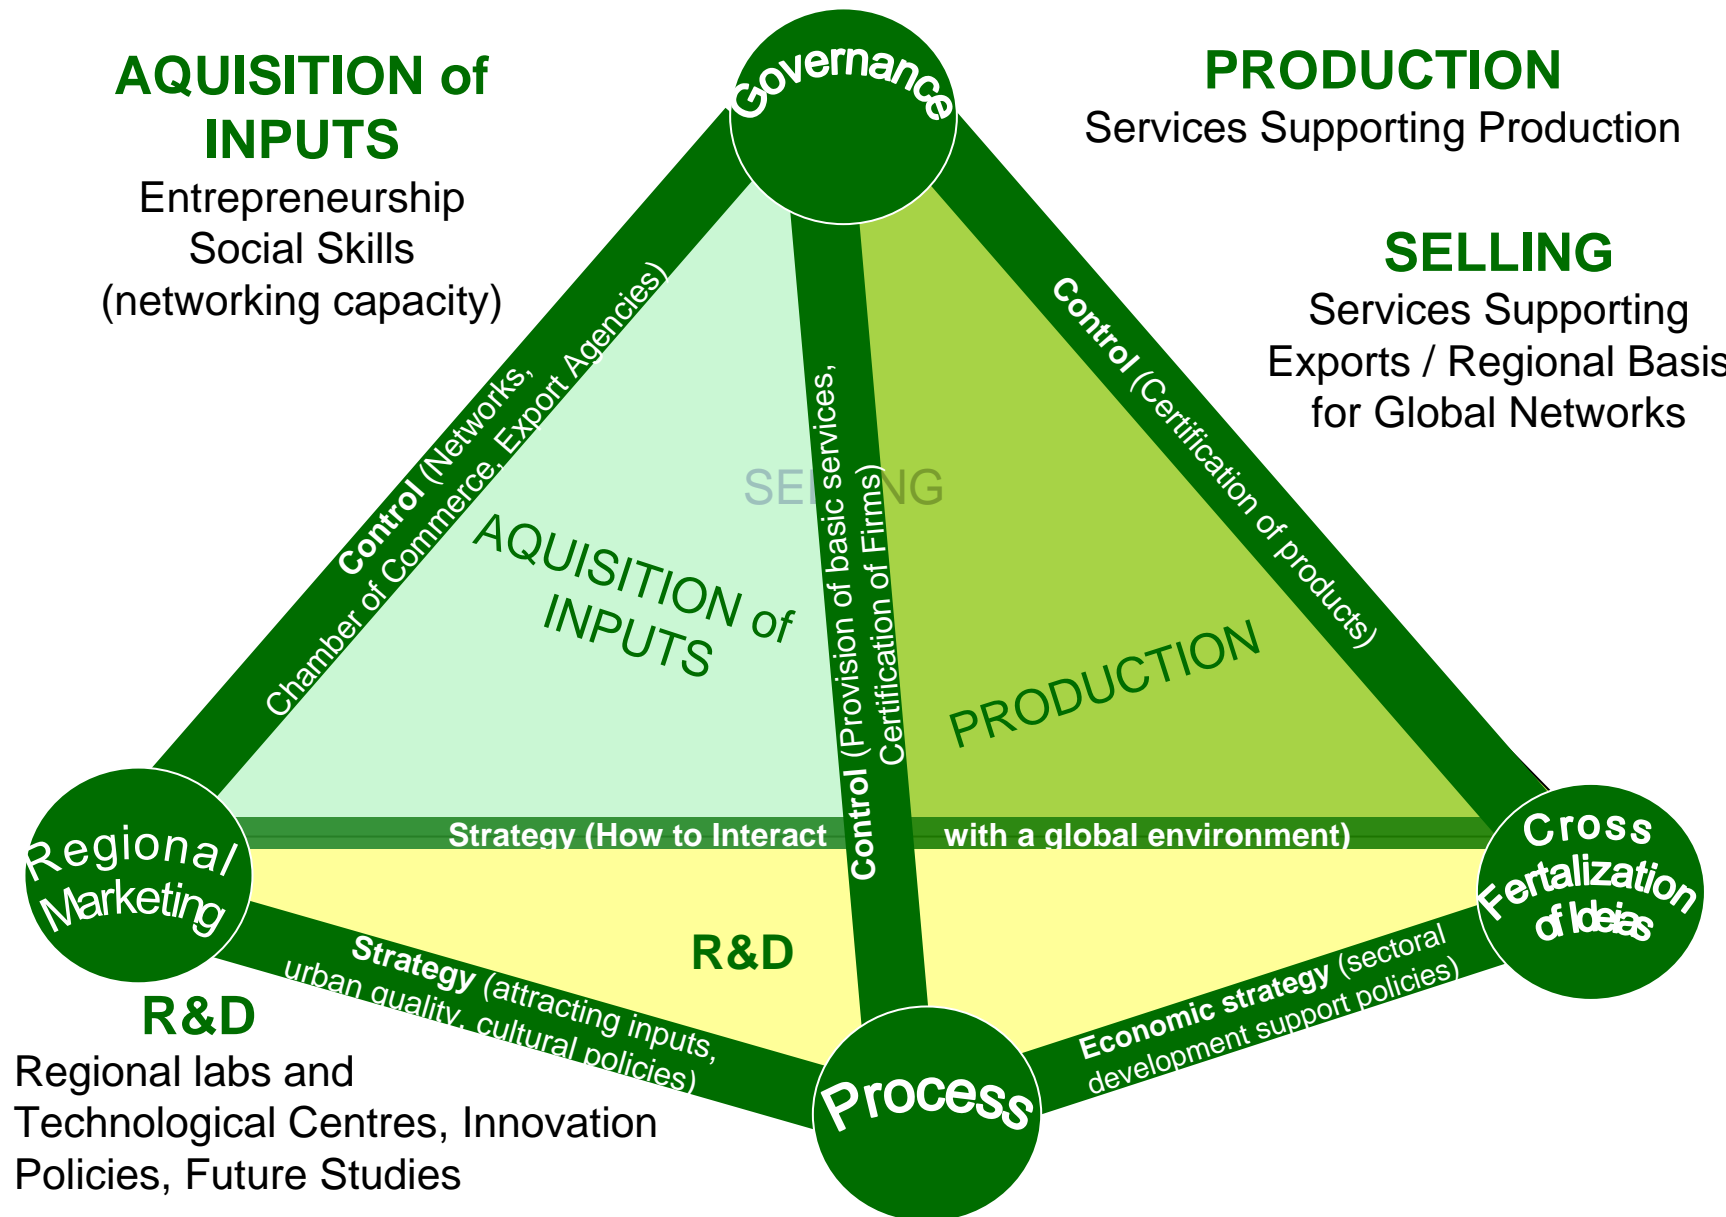 Governance
AQUISITION of
INPUTS
Entrepreneurship
Social Skills
(networking capacity)
PRODUCTION
Services Supporting Production
SELLING
Services Supporting
Exports / Regional Basis
for Global Networks
Control (Networks,
Chamber of Commerce, Export Agencies)
Control (Provision of basic services,
Certification of Firms)
Control (Certification of products)
SELLING
AQUISITION of
INPUTS
PRODUCTION
Strategy (How to Interact with a global environment)
Regional
Marketing
Cross
Fertalization
of Ideias
R&D
Strategy (attracting inputs,
urban quality, cultural policies)
Economic strategy (sectoral
development support policies)
Process
R&D
Regional labs and
Technological Centres, Innovation
Policies, Future Studies